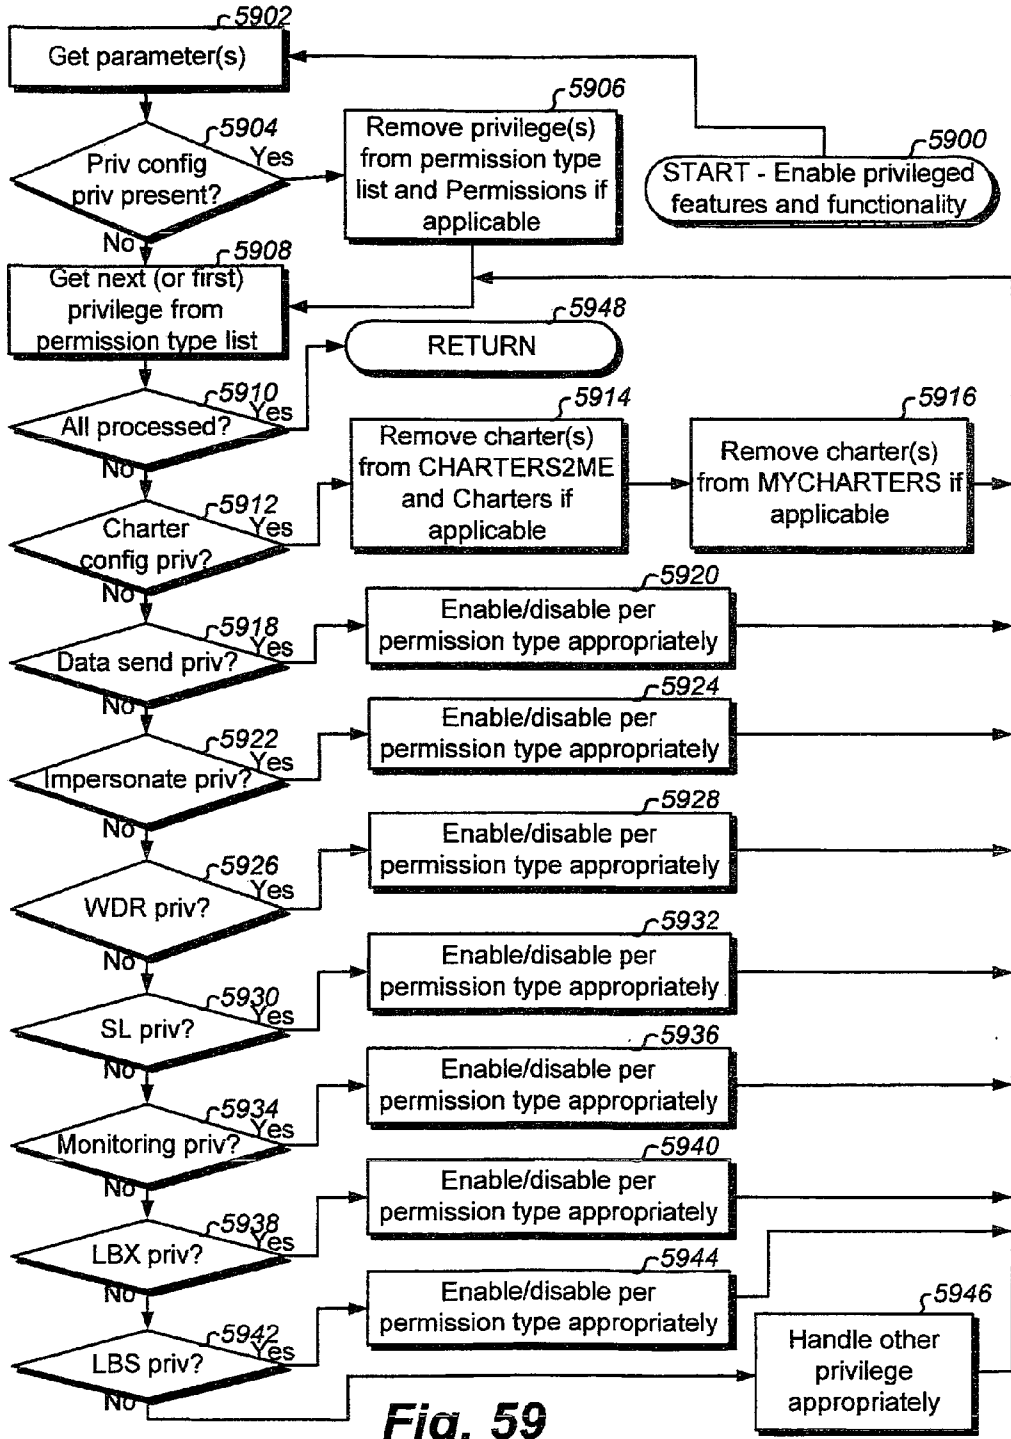 5902
Get parameter(s)
5904
Priv config
priv present?
Yes
No
5906
Remove privilege(s)
from permission type
list and Permissions if
applicable
5900
START - Enable privileged
features and functionality
5908
Get next (or first)
privilege from
permission type list
5948
RETURN
5910
All processed?
Yes
No
5912
Charter
config priv?
Yes
No
5914
Remove charter(s)
from CHARTERS2ME
and Charters if
applicable
5916
Remove charter(s)
from MYCHARTERS if
applicable
5918
Data send priv?
Yes
No
5920
Enable/disable per
permission type appropriately
5922
Impersonate priv?
Yes
No
5924
Enable/disable per
permission type appropriately
5926
WDR priv?
Yes
No
5928
Enable/disable per
permission type appropriately
5930
SL priv?
Yes
No
5932
Enable/disable per
permission type appropriately
5934
Monitoring priv?
Yes
No
5936
Enable/disable per
permission type appropriately
5938
LBX priv?
Yes
No
5940
Enable/disable per
permission type appropriately
5942
LBS priv?
Yes
No
5944
Enable/disable per
permission type appropriately
5946
Handle other
privilege
appropriately
Fig. 59